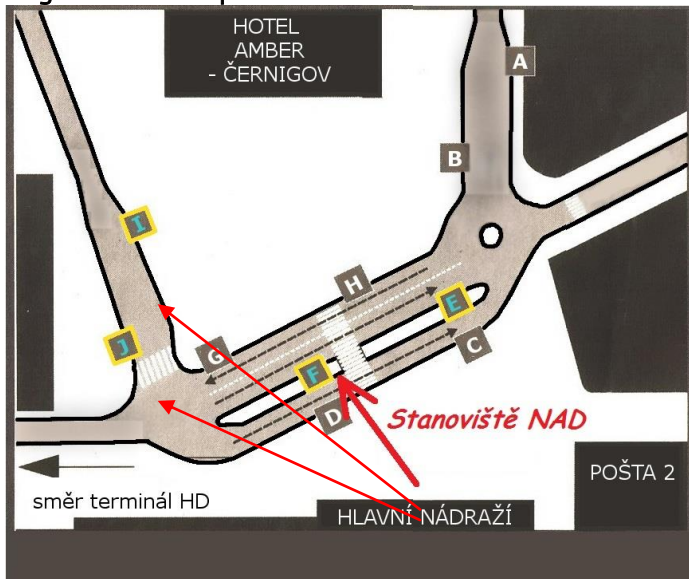 HOTEL
AMBER
- ČERNIGOV
A
B
I
H
E
J
G
C
F
D
Stanoviště NAD
POŠTA 2
směr terminál HD
HLAVNÍ NÁDRAŽÍ